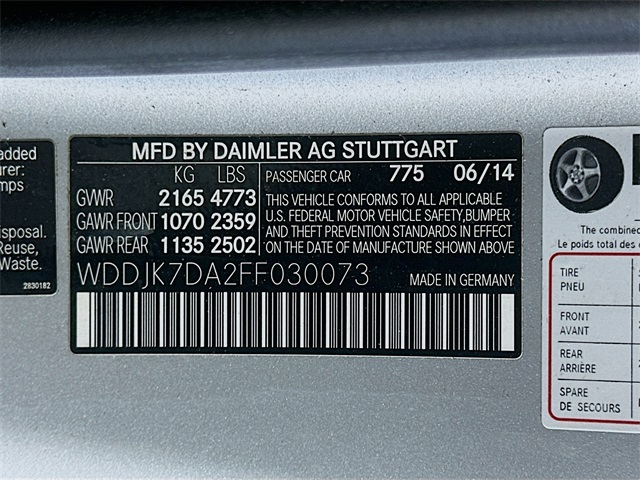 added
urer:
mps
isposal.
Reuse,
Waste.
2830182
MFD BY DAIMLER AG STUTTGART
KG LBS
GVWR 2165 4773
GAWR FRONT 1070 2359
GAWR REAR 1135 2502
PASSENGER CAR 775 06/14
THIS VEHICLE CONFORMS TO ALL APPLICABLE
U.S. FEDERAL MOTOR VEHICLE SAFETY,BUMPER
AND THEFT PREVENTION STANDARDS IN EFFECT
ON DATE OF MANUFACTURE SHOWN ABOVE
WDDJK7DA2FF030073
MADE IN GERMANY
The combined
Le poids total des
TIRE
PNEU
FRONT
AVANT
REAR
ARRIÈRE
SPARE
DE SECOURS